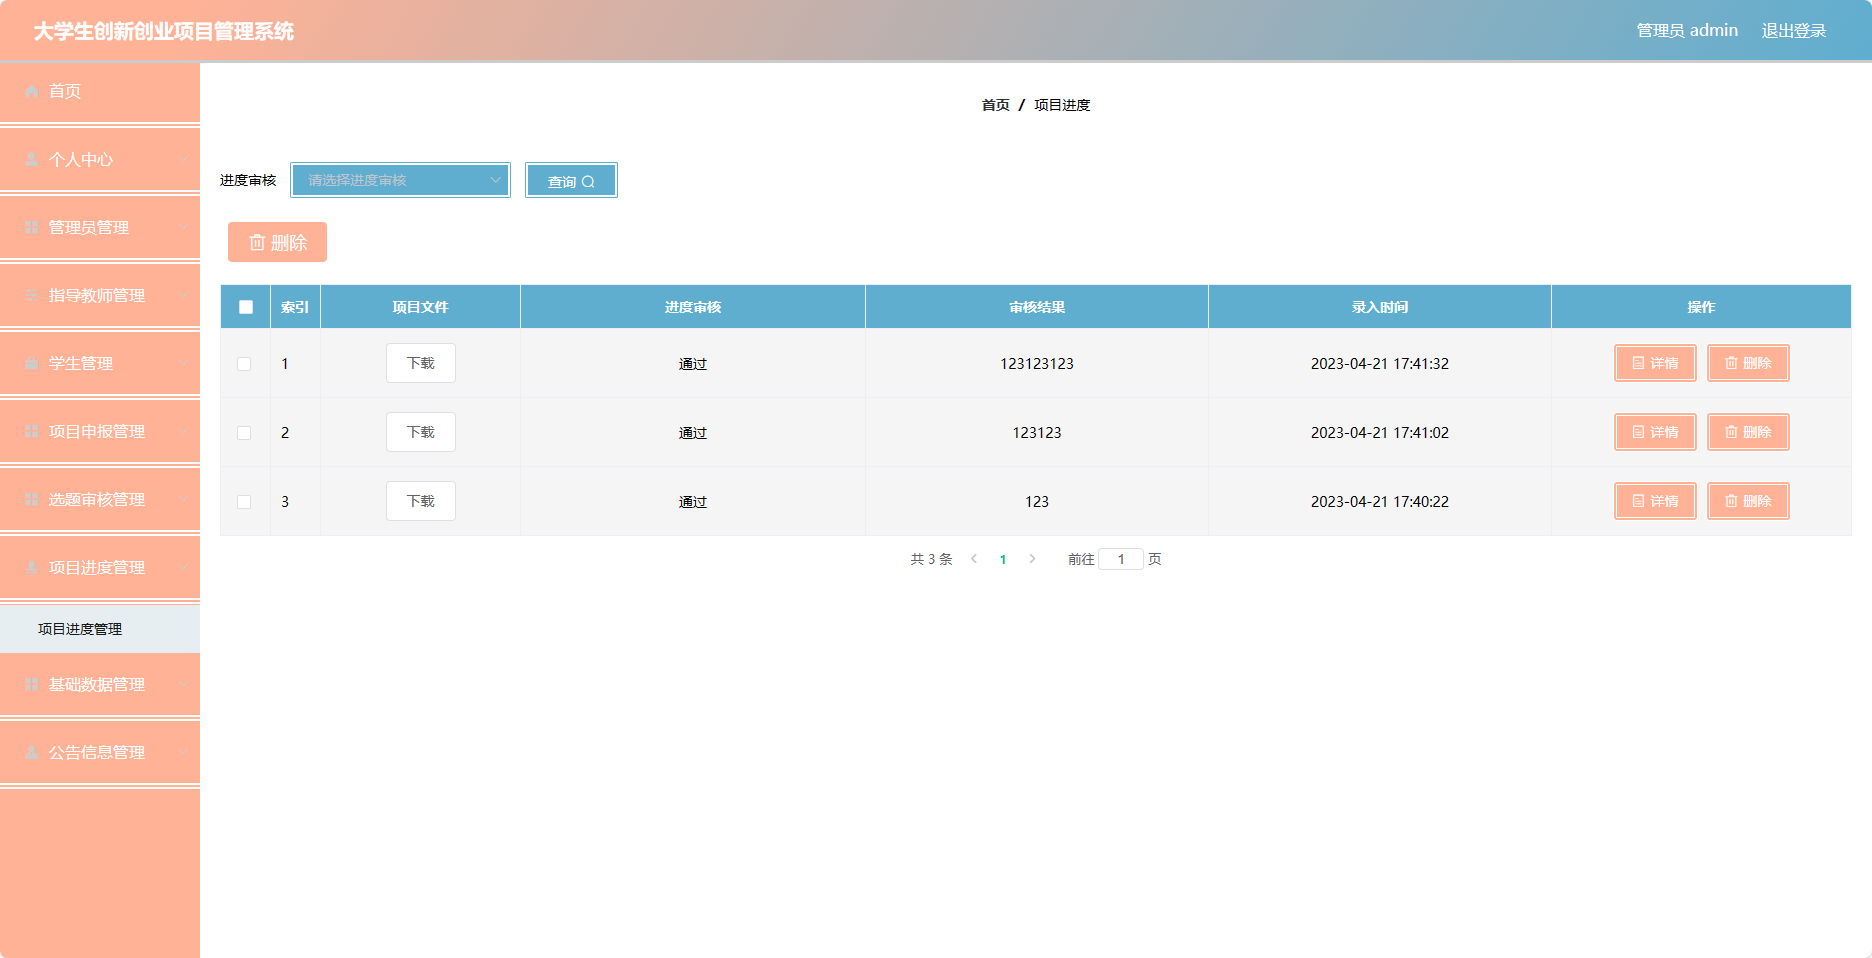 大学生创新创业项目管理系统
管理员 admin 退出登录
首页
个人中心
管理员管理
指导教师管理
学生管理
项目申报管理
选题审核管理
项目进度管理
项目进度管理
基础数据管理
公告信息管理
首页 / 项目进度
进度审核 请选择进度审核 查询
删除
索引 项目文件 进度审核 审核结果 录入时间 操作
1 下载 通过 123123123 2023-04-21 17:41:32 详情 删除
2 下载 通过 123123 2023-04-21 17:41:02 详情 删除
3 下载 通过 123 2023-04-21 17:40:22 详情 删除
共 3 条 1 前往 1 页